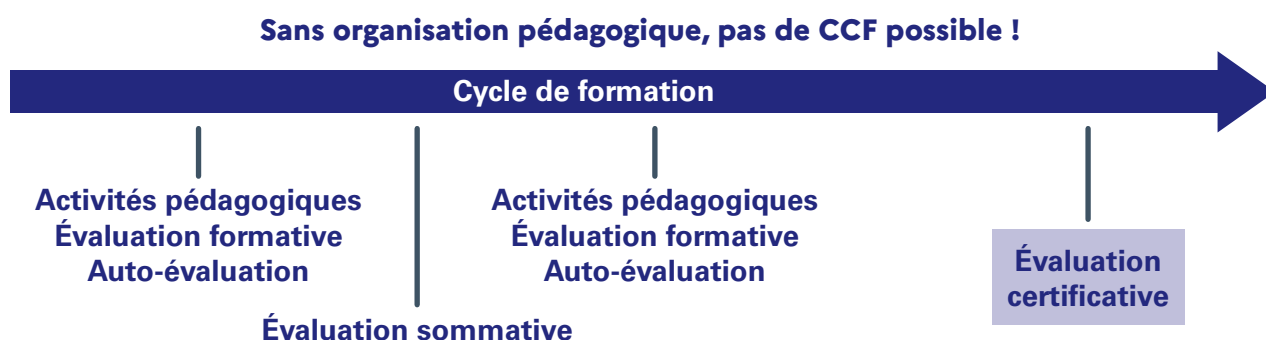 Sans organisation pédagogique, pas de CCF possible !
Cycle de formation
Activités pédagogiques
Évaluation formative
Auto-évaluation
Évaluation sommative
Activités pédagogiques
Évaluation formative
Auto-évaluation
Évaluation
certificative